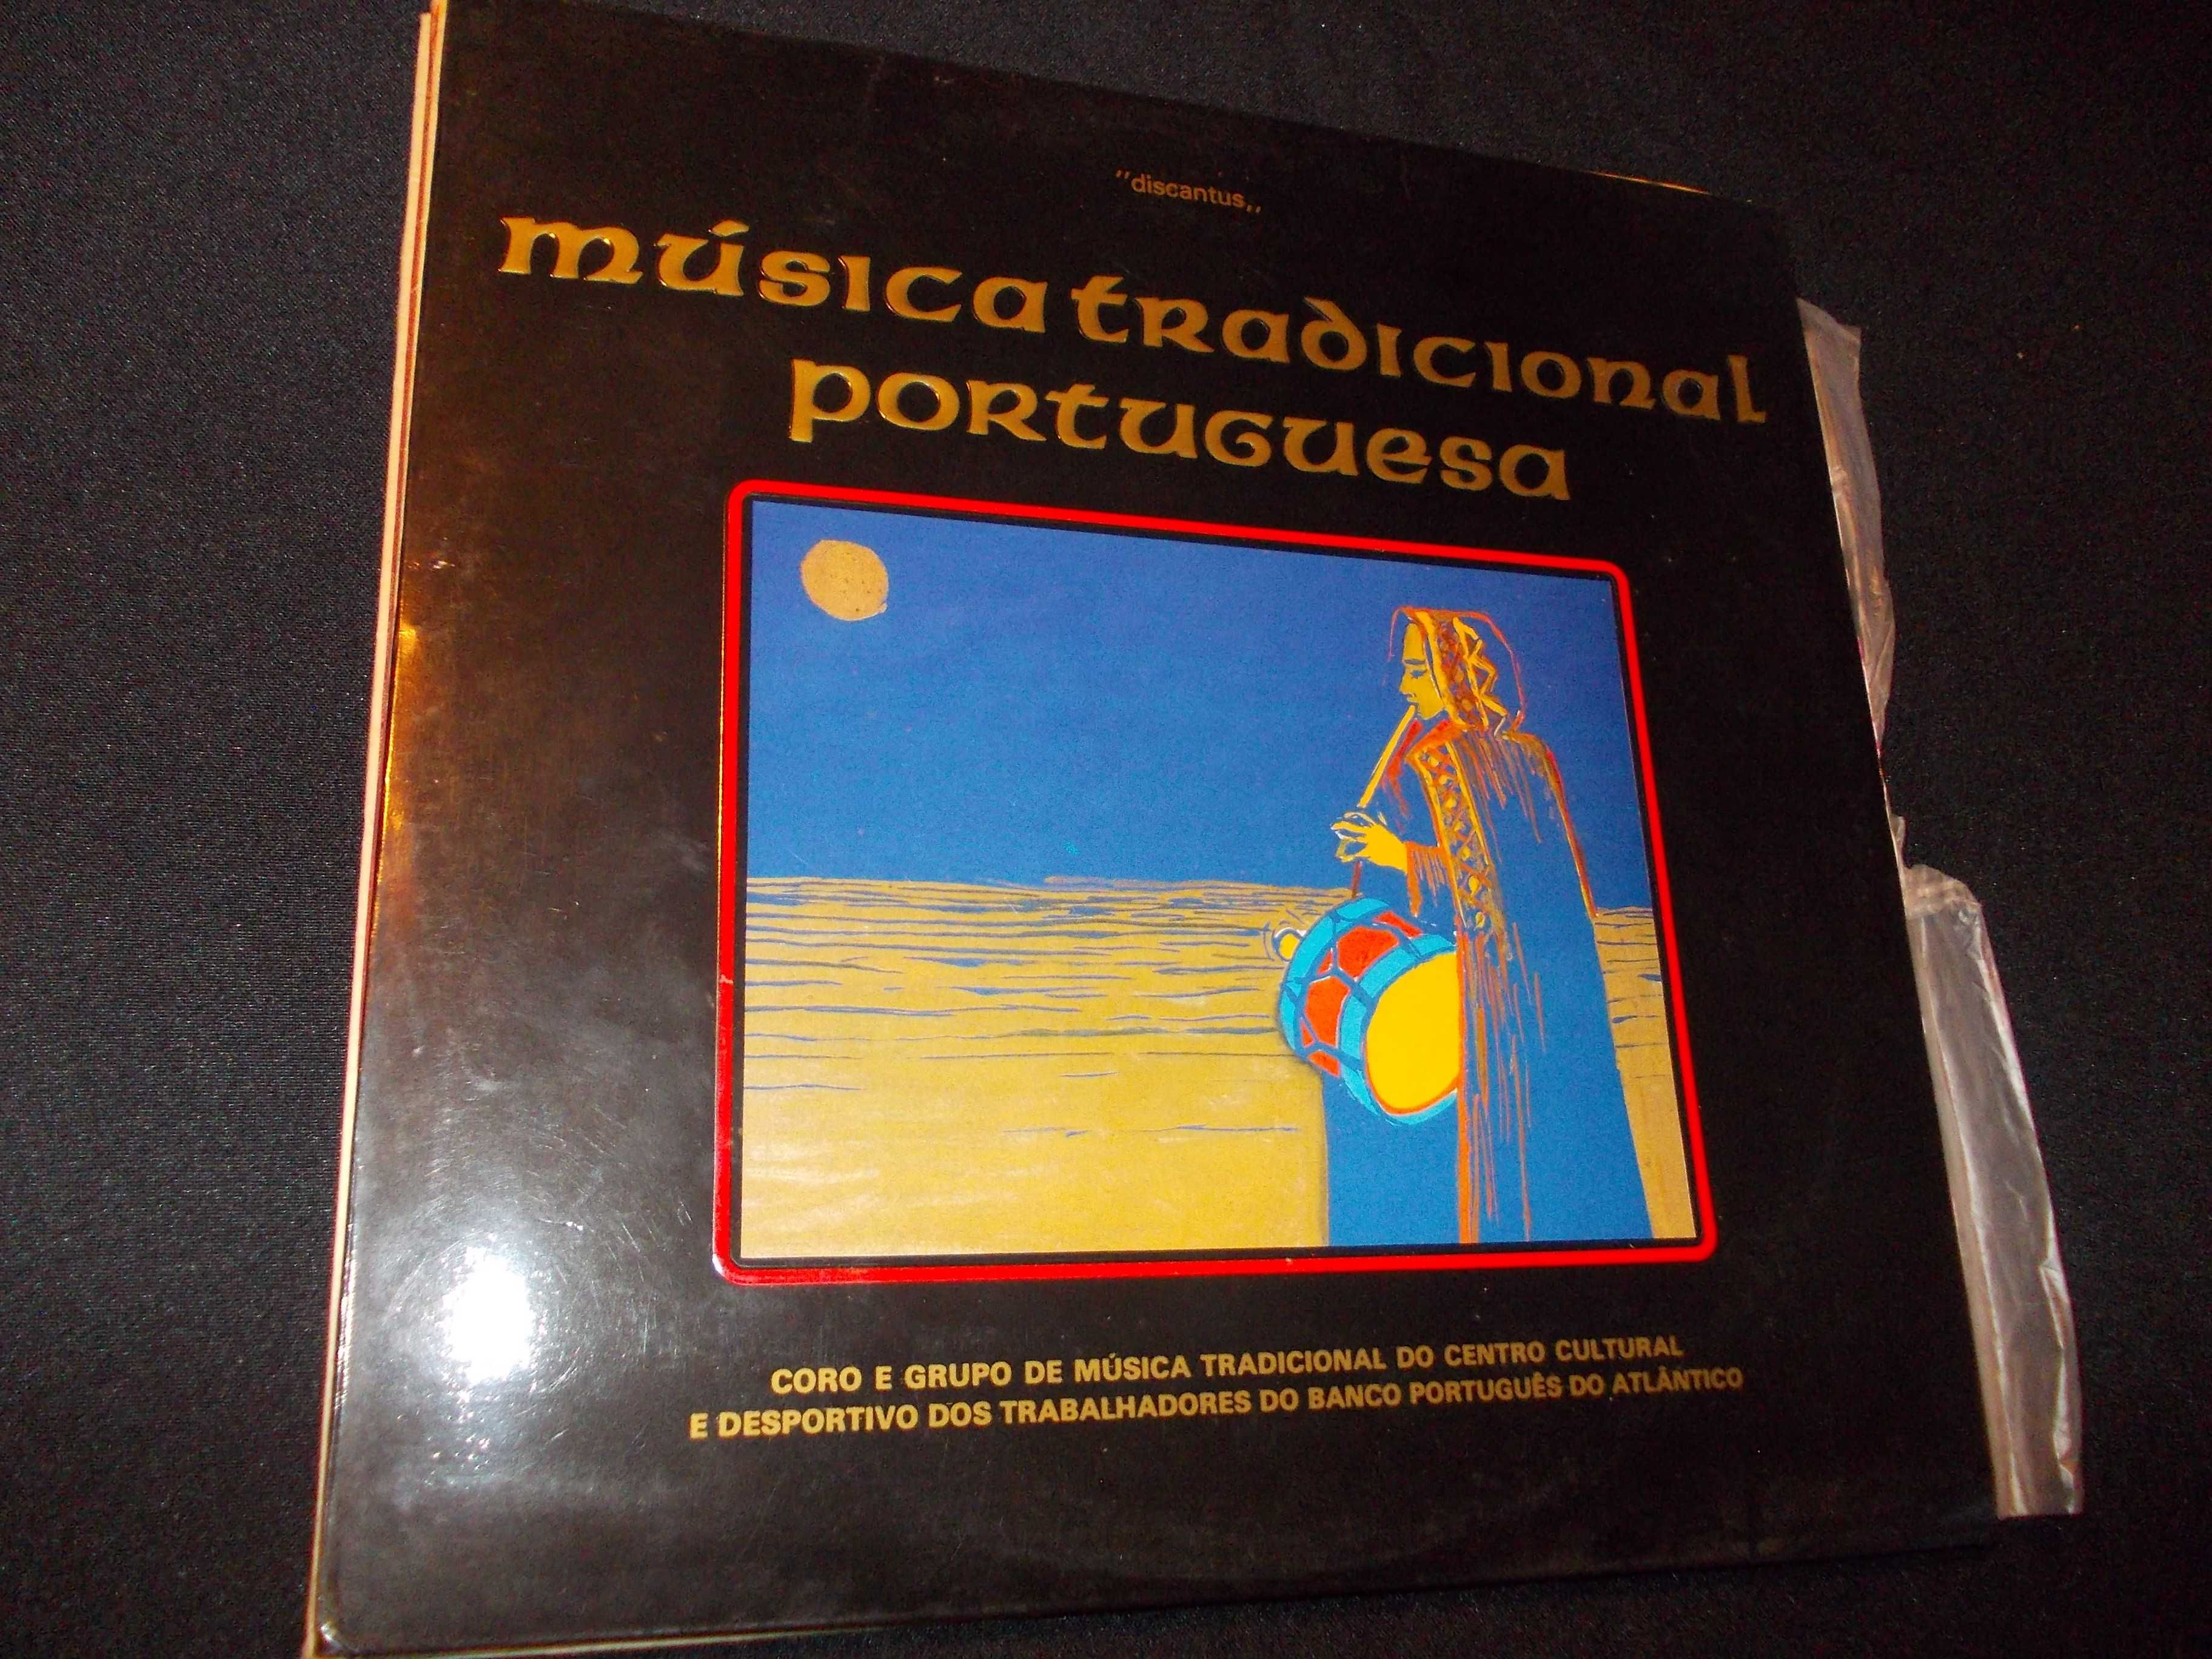 "discantus„
música tradicional
portuguesa
CORO E GRUPO DE MÚSICA TRADICIONAL DO CENTRO CULTURAL
E DESPORTIVO DOS TRABALHADORES DO BANCO PORTUGUÊS DO ATLÂNTICO